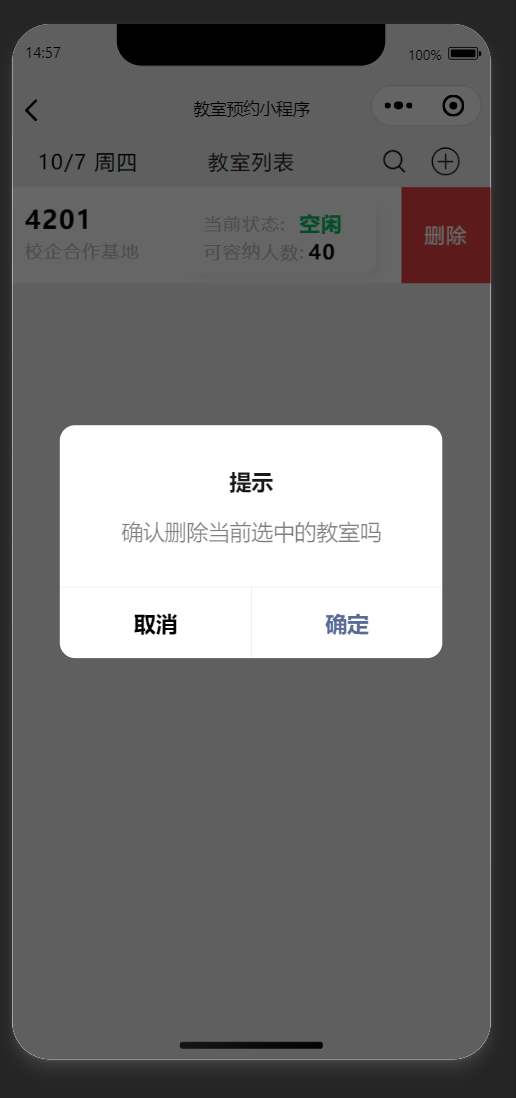 14:57
100%
教室预约小程序
10/7 周四
教室列表
4201
当前状态: 空闲
校企合作基地
可容纳人数: 40
删除
提示
确认删除当前选中的教室吗
取消
确定